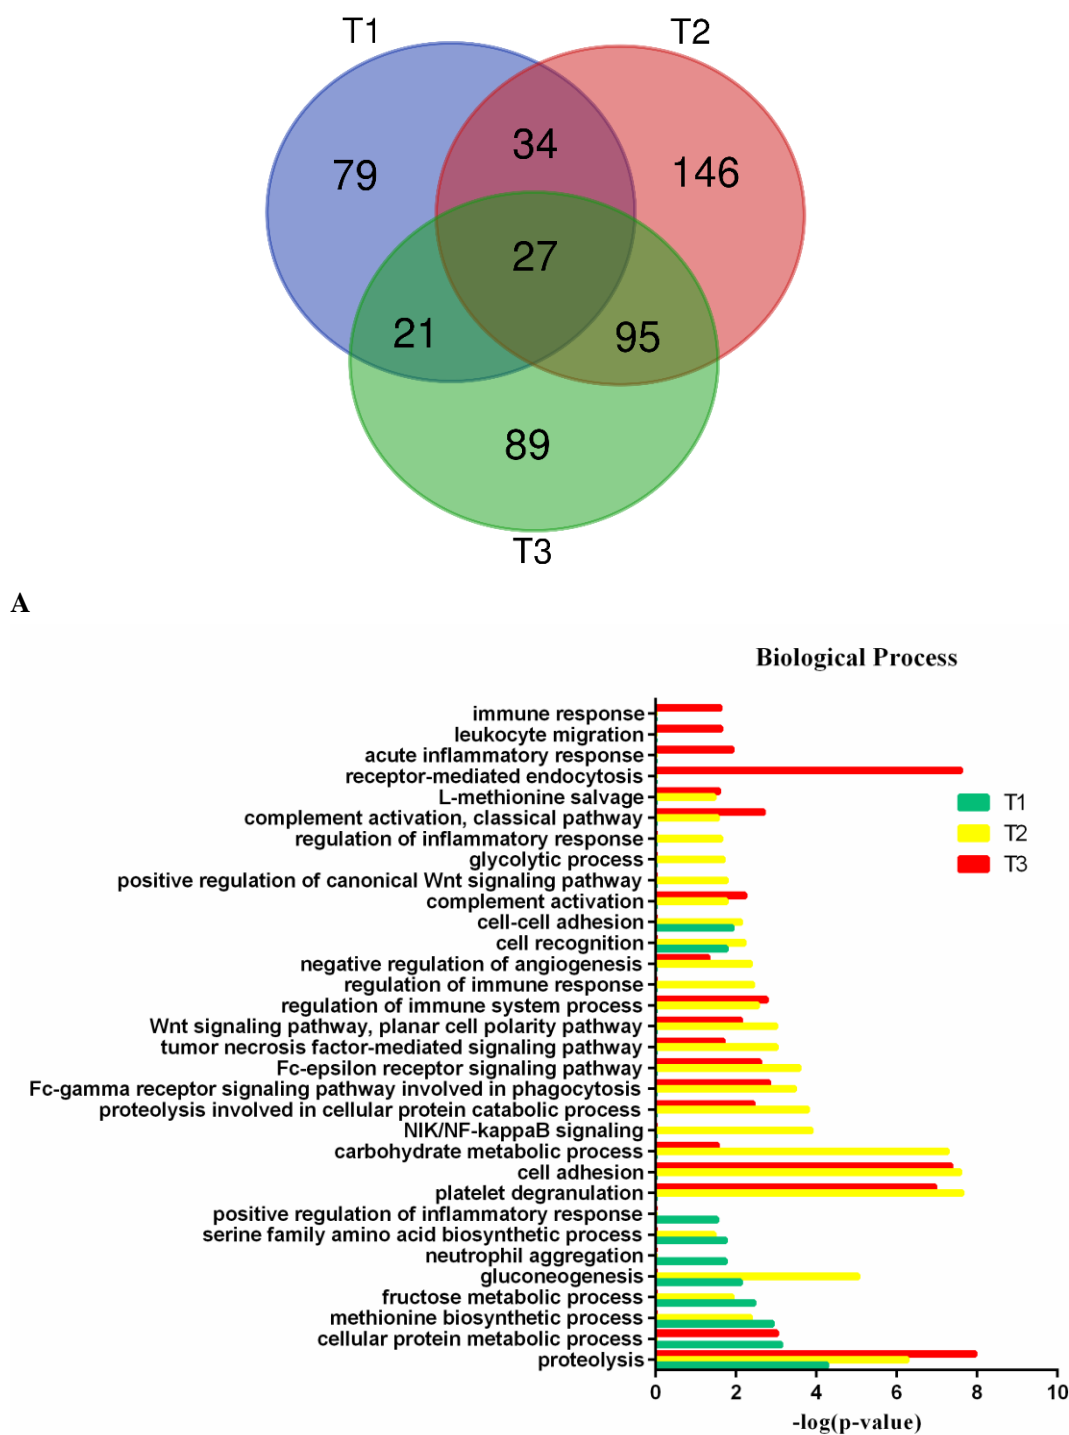 T1
T2
34
79
146
27
21
95
89
T3
A
Biological Process
immune response
leukocyte migration
acute inflammatory response
receptor-mediated endocytosis
L-methionine salvage
complement activation, classical pathway
regulation of inflammatory response
glycolytic process
positive regulation of canonical Wnt signaling pathway
complement activation
cell-cell adhesion
cell recognition
negative regulation of angiogenesis
regulation of immune response
regulation of immune system process
Wnt signaling pathway, planar cell polarity pathway
tumor necrosis factor-mediated signaling pathway
Fc-epsilon receptor signaling pathway
Fc-gamma receptor signaling pathway involved in phagocytosis
proteolysis involved in cellular protein catabolic process
NIK/NF-kappaB signaling
carbohydrate metabolic process
cell adhesion
platelet degranulation
positive regulation of inflammatory response
serine family amino acid biosynthetic process
neutrophil aggregation
gluconeogenesis
fructose metabolic process
methionine biosynthetic process
cellular protein metabolic process
proteolysis
T1
T2
T3
0 2 4 6 8 10
-log(p-value)